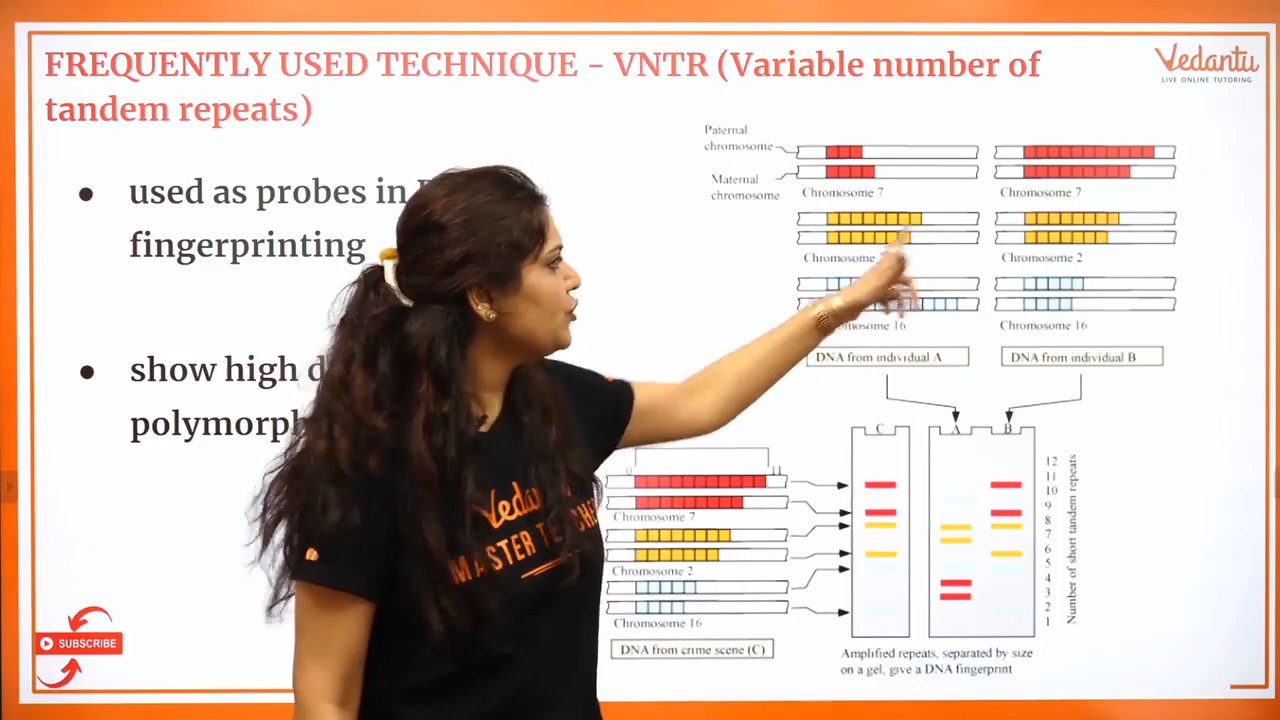 FREQUENTLY USED TECHNIQUE - VNTR (Variable number of
tandem repeats)
Vedantu
LIVE ONLINE TUTORING
used as probes in
fingerprinting
show high
Paternal
chromosome
Maternal
chromosome
Chromosome 7
Chromosome 7
Chromosome
Chromosome 2
16
Chromosome 16
DNA from individual A
DNA from individual B
C
A
B
12
11
10
9
8
7
6
5
4
3
2
1
Number of short tandem repeats
0
11
Chromosome 7
Chromosome 2
Chromosome 16
DNA from crime scene (C)
Amplified repeats, separated by size
on a gel, give a DNA fingerprint
Vedan
MASTER
SUBSCRIBE